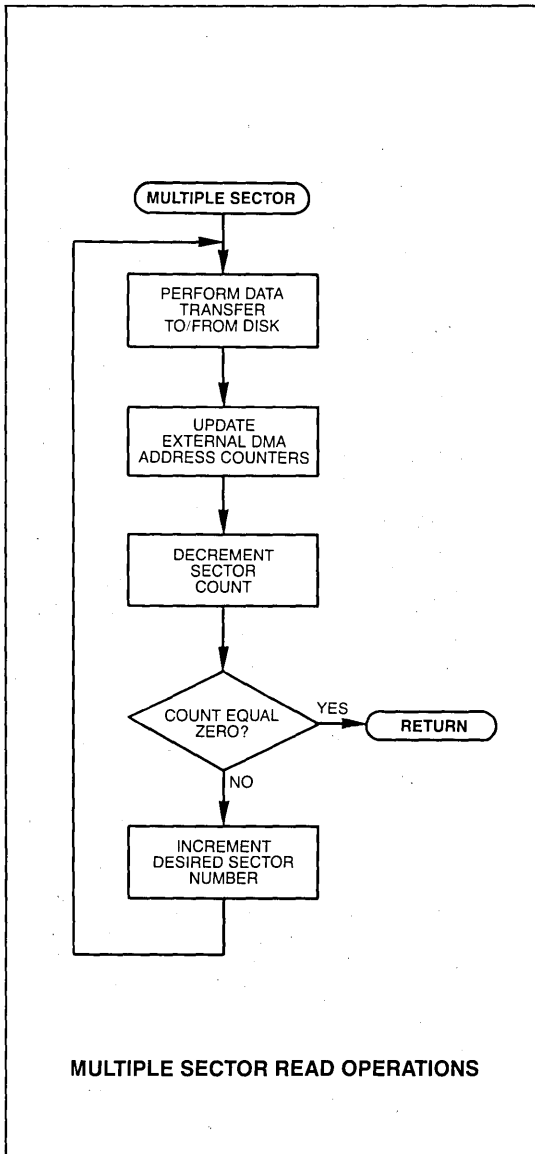 MULTIPLE SECTOR
PERFORM DATA
TRANSFER
TO/FROM DISK
UPDATE
EXTERNAL DMA
ADDRESS COUNTERS
DECREMENT
SECTOR
COUNT
COUNT EQUAL
ZERO?
YES
RETURN
NO
INCREMENT
DESIRED SECTOR
NUMBER
MULTIPLE SECTOR READ OPERATIONS